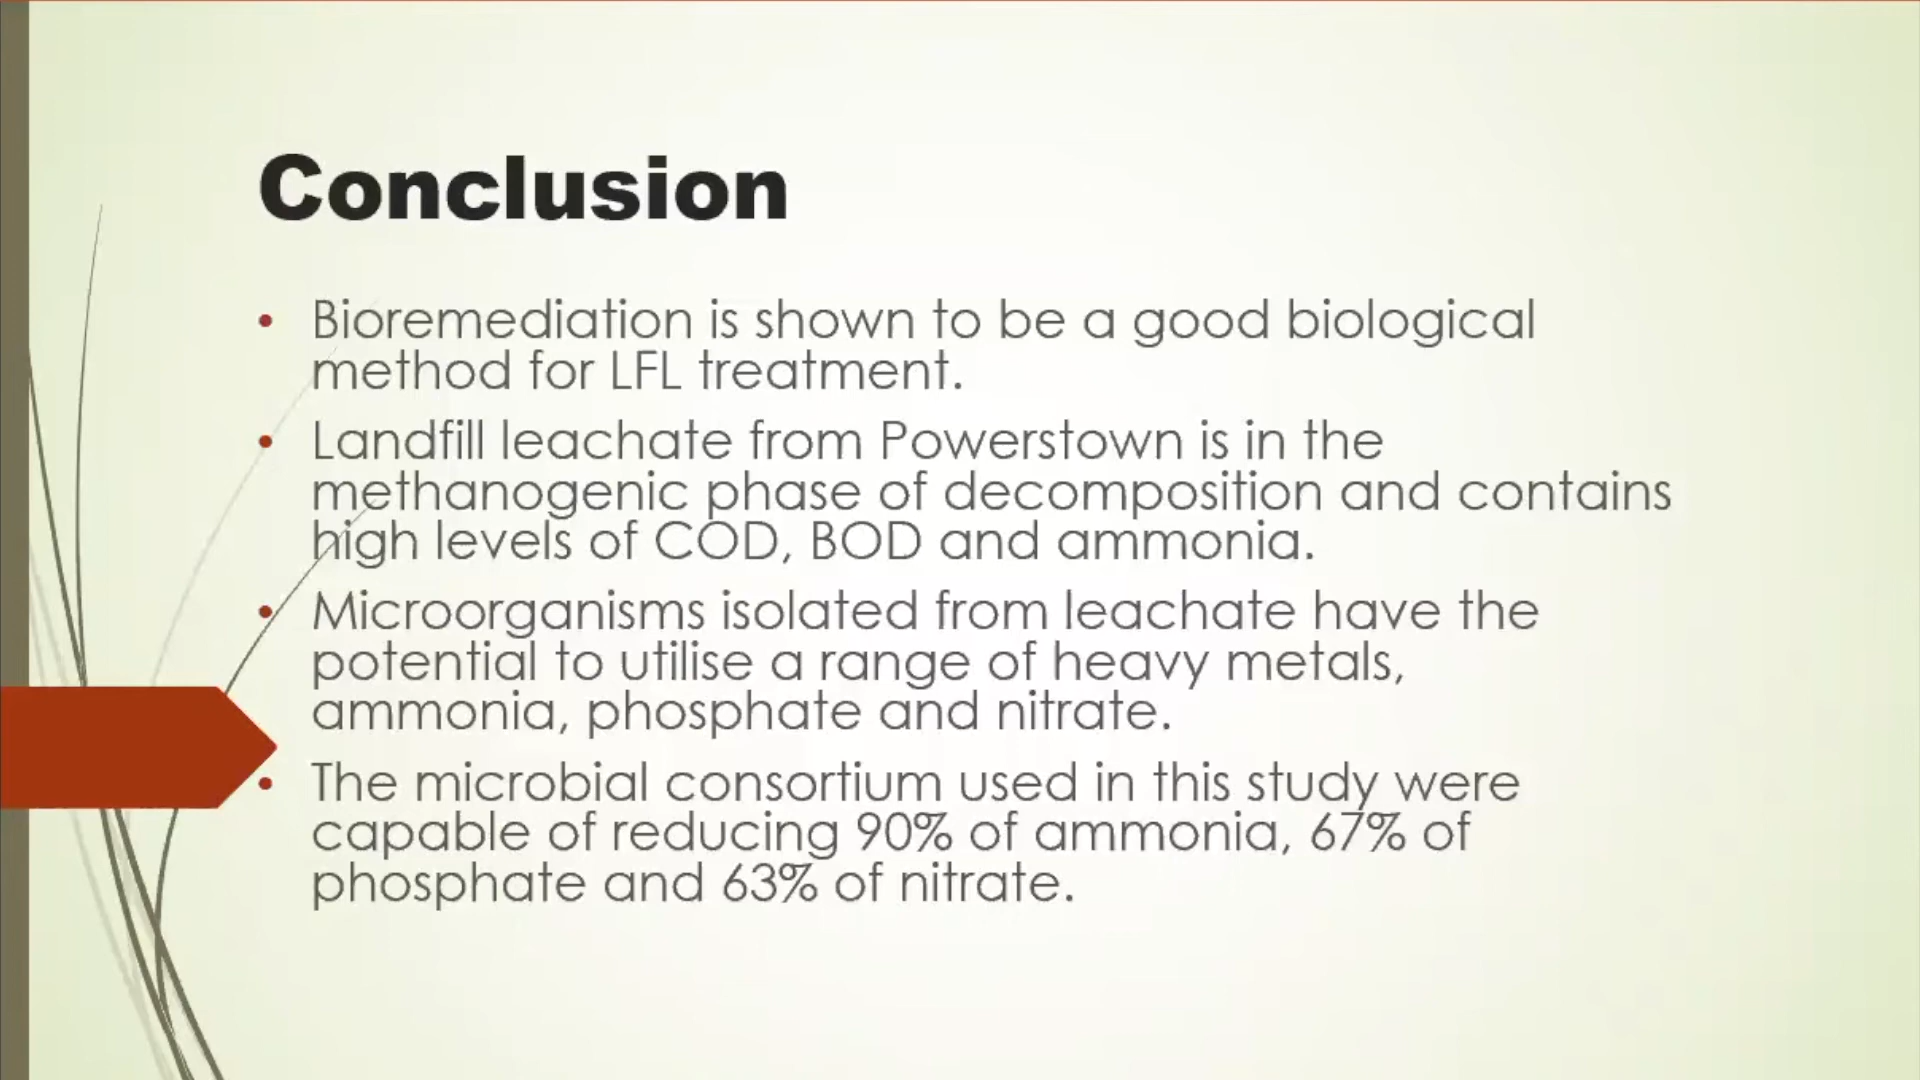 Conclusion
• Bioremediation is shown to be a good biological
method for LFL treatment.
• Landfill leachate from Powerstown is in the
methanogenic phase of decomposition and contains
high levels of COD, BOD and ammonia.
• Microorganisms isolated from leachate have the
potential to utilise a range of heavy metals,
ammonia, phosphate and nitrate.
• The microbial consortium used in this study were
capable of reducing 90% of ammonia, 67% of
phosphate and 63% of nitrate.